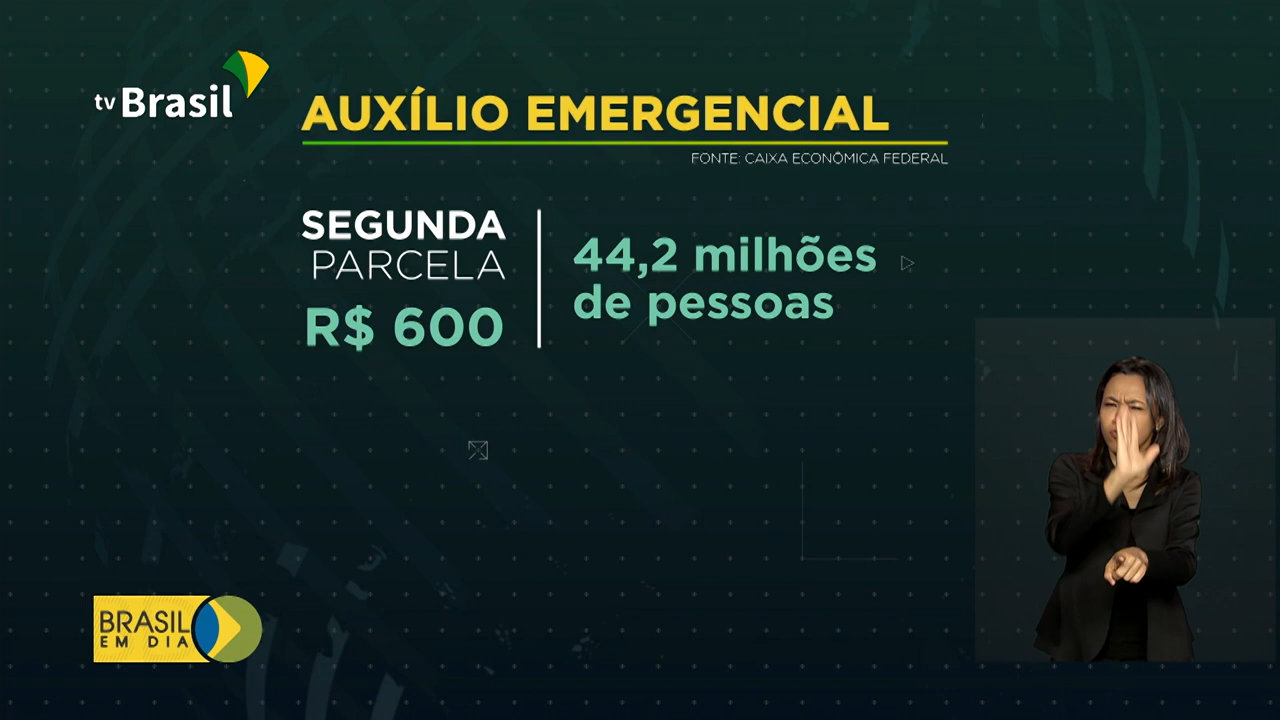 tv Brasil
AUXÍLIO EMERGENCIAL
FONTE: CAIXA ECONÔMICA FEDERAL
SEGUNDA
PARCELA
R$ 600
44,2 milhões
de pessoas
BRASIL
EM DIA